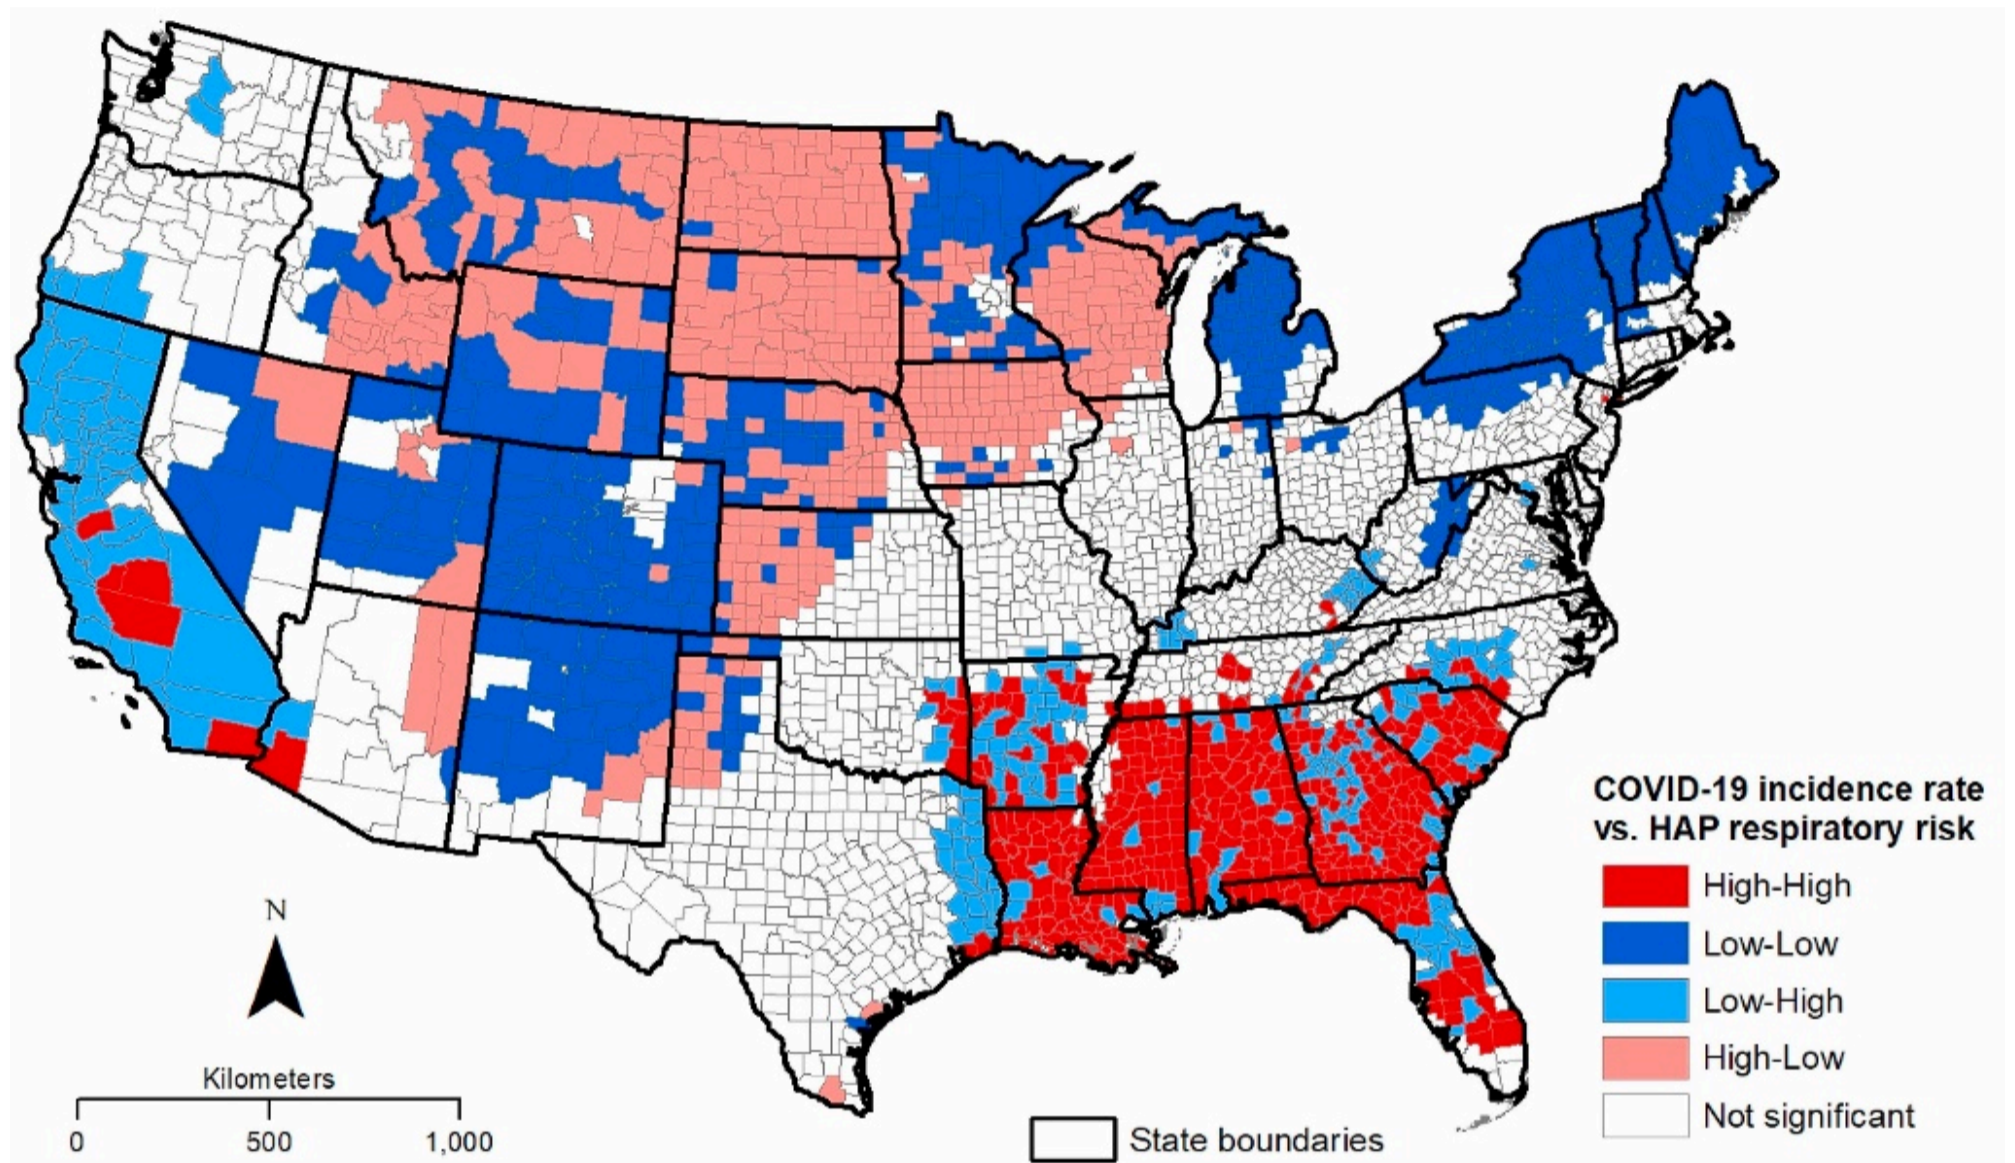 COVID-19 incidence rate
vs. HAP respiratory risk
High-High
Low-Low
Low-High
High-Low
Not significant
N
Kilometers
0 500 1,000
State boundaries